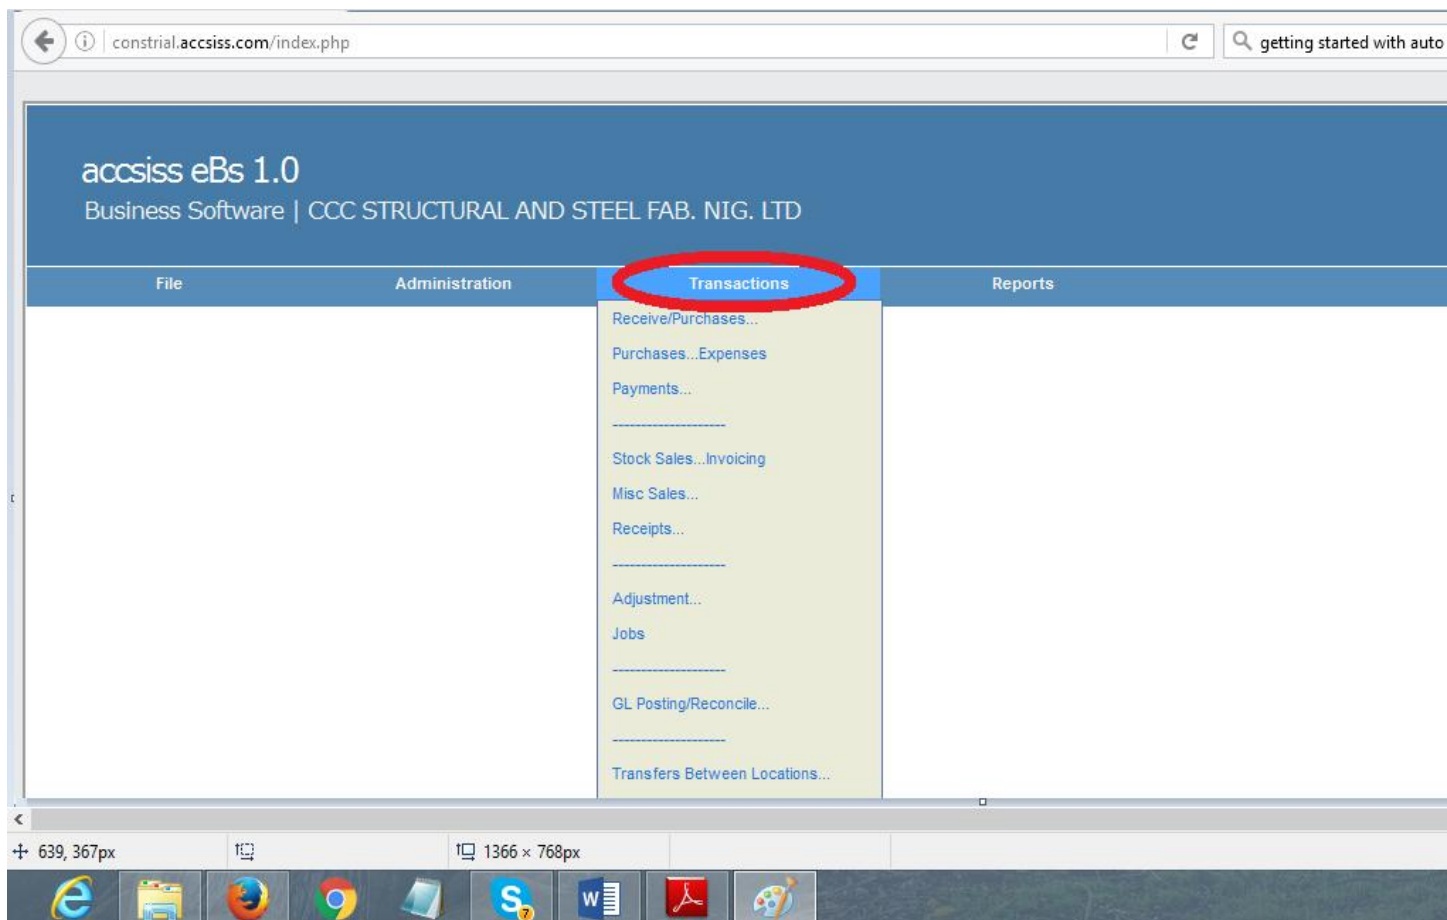 constrial.accsiss.com/index.php
getting started with auto
accsiss eBs 1.0
Business Software | CCC STRUCTURAL AND STEEL FAB. NIG. LTD
File Administration Transactions Reports
Receive/Purchases...
Purchases...Expenses
Payments...
---------------------
Stock Sales...Invoicing
Misc Sales...
Receipts...
---------------------
Adjustment...
Jobs
---------------------
GL Posting/Reconcile...
---------------------
Transfers Between Locations...
639, 367px 1366 × 768px
S 7 W